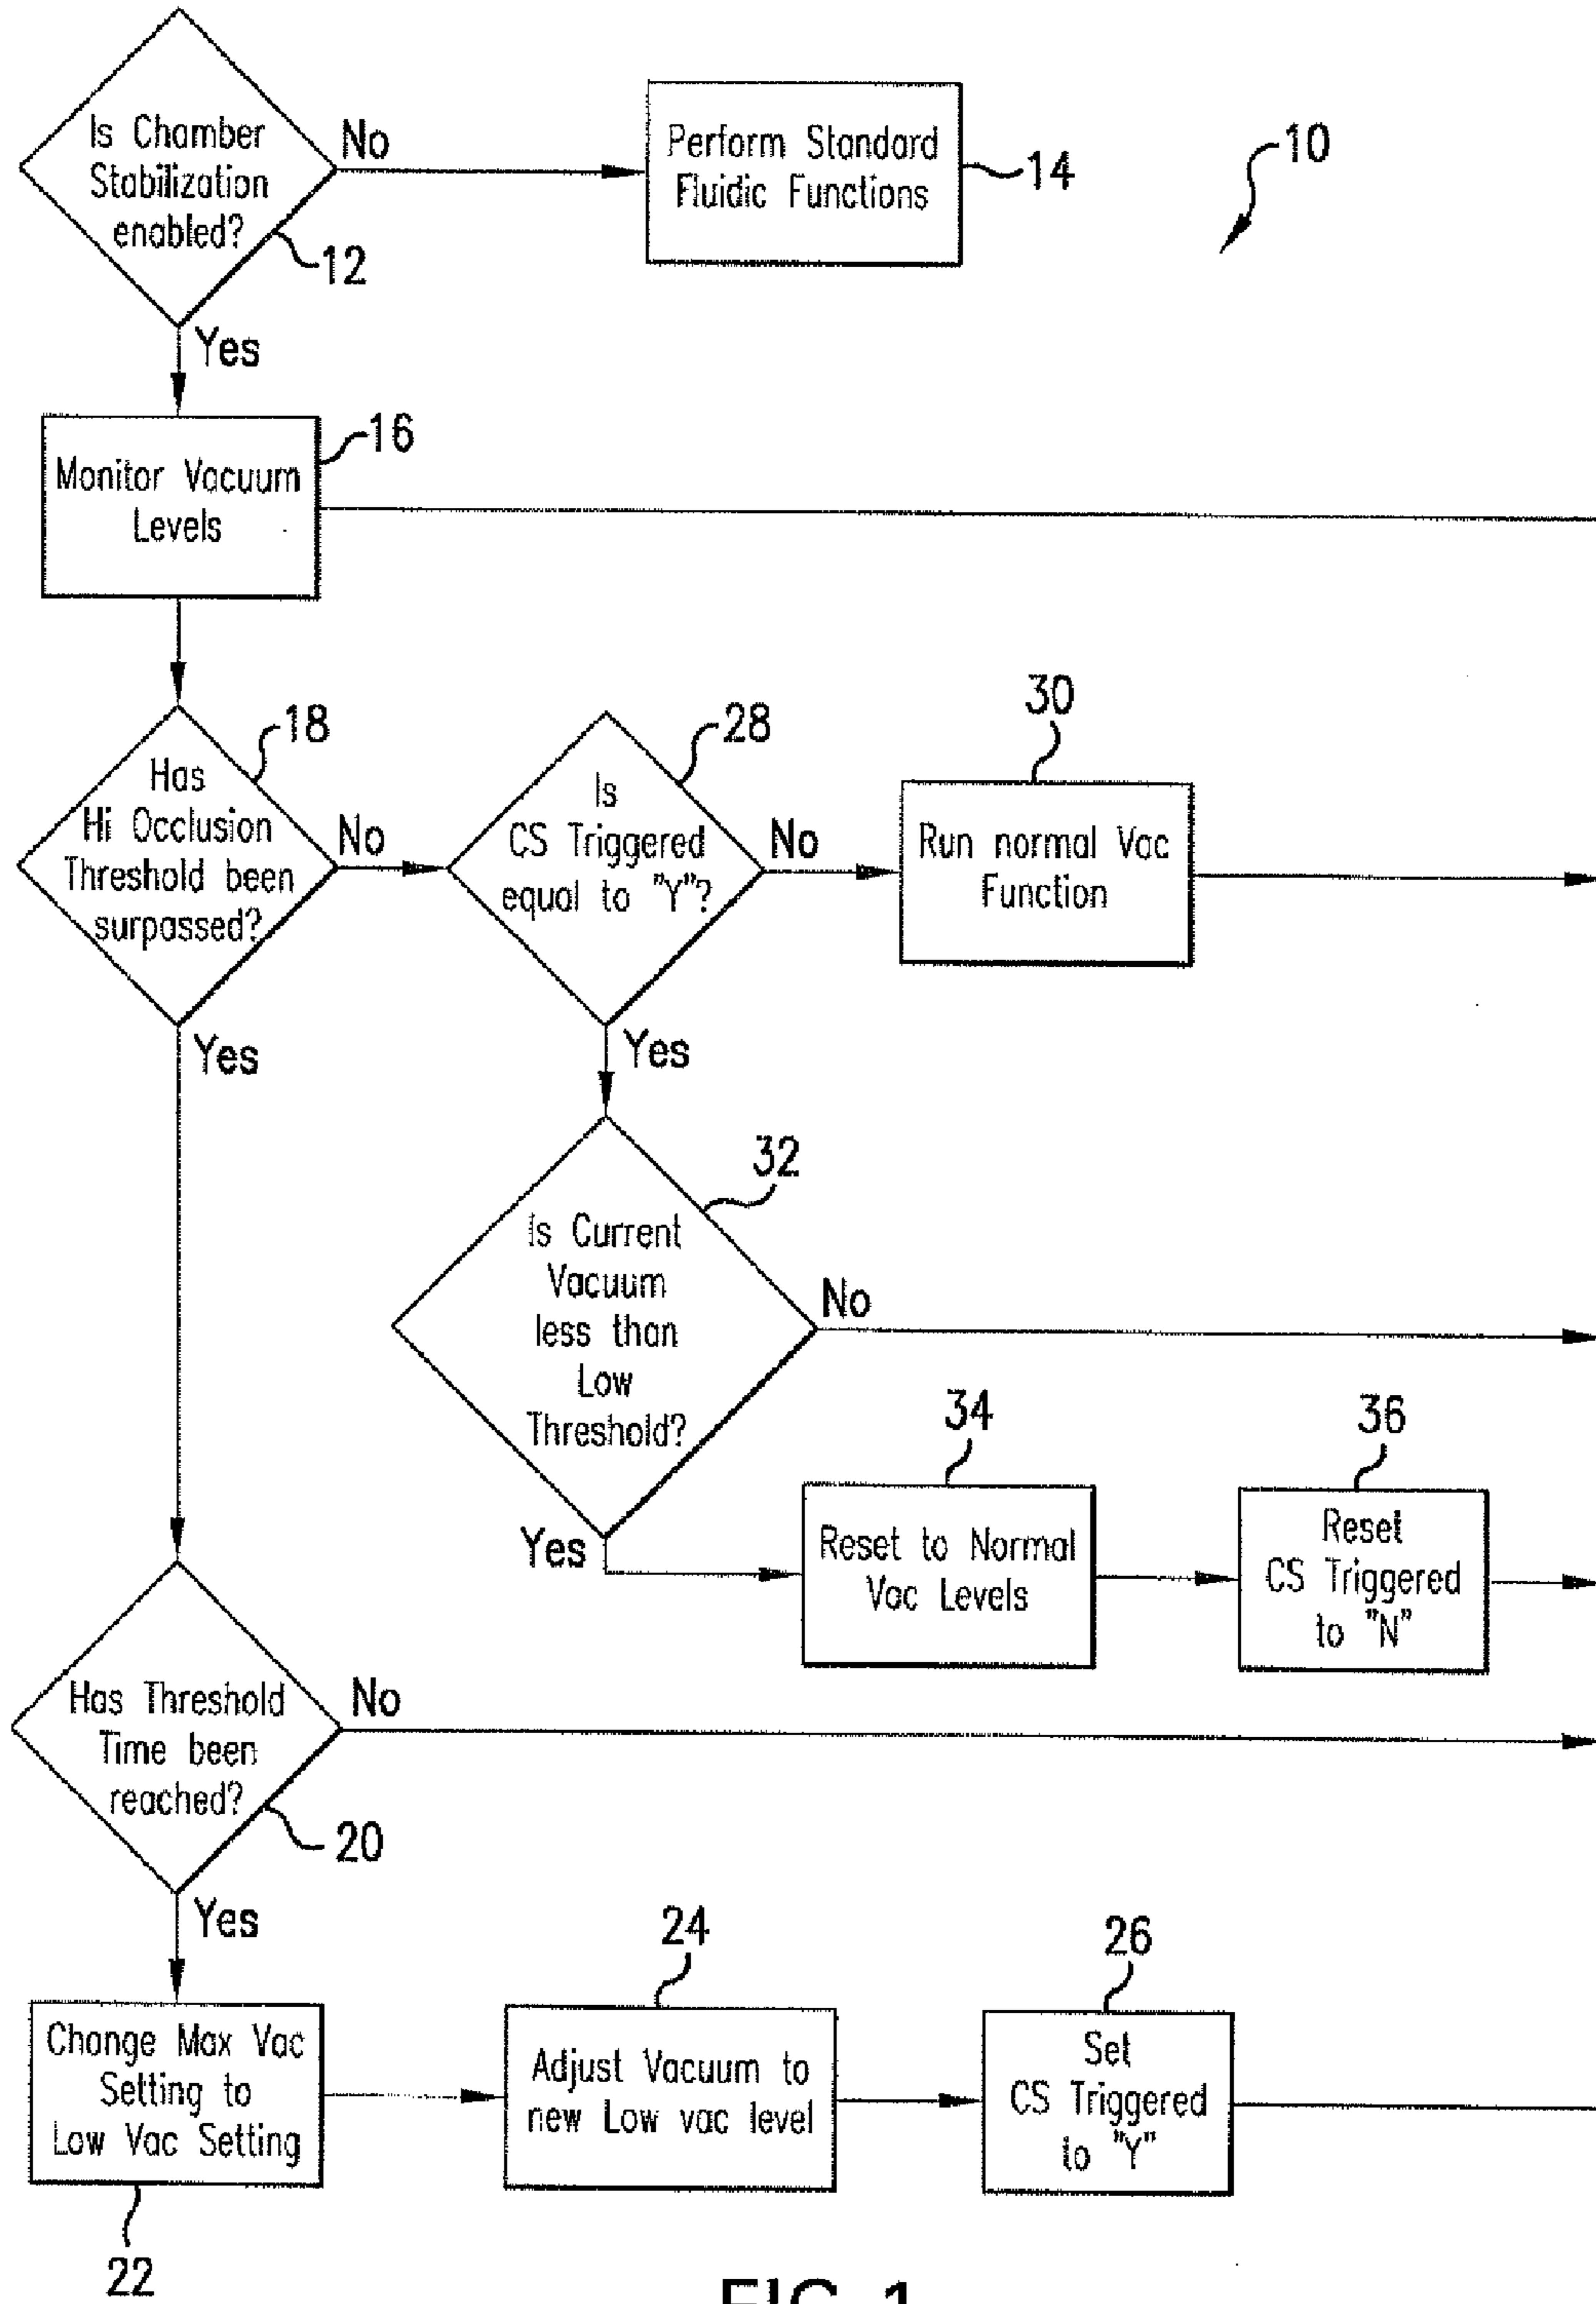 Is Chamber
Stabilization
enabled?
No
12
Perform Standard
Fluidic Functions
14
10
Yes
Monitor Vacuum
Levels
16
Has
Hi Occlusion
Threshold been
surpassed?
18
No
Is
CS Triggered
equal to "Y"?
28
No
Run normal Vac
Function
30
Yes
Yes
Is Current
Vacuum
less than
Low
Threshold?
32
No
Yes
Reset to Normal
Vac Levels
34
Reset
CS Triggered
to "N"
36
Has Threshold
Time been
reached?
No
20
Yes
Change Max Vac
Setting to
Low Vac Setting
22
Adjust Vacuum to
new Low vac level
24
Set
CS Triggered
to "Y"
26
FIG. 1